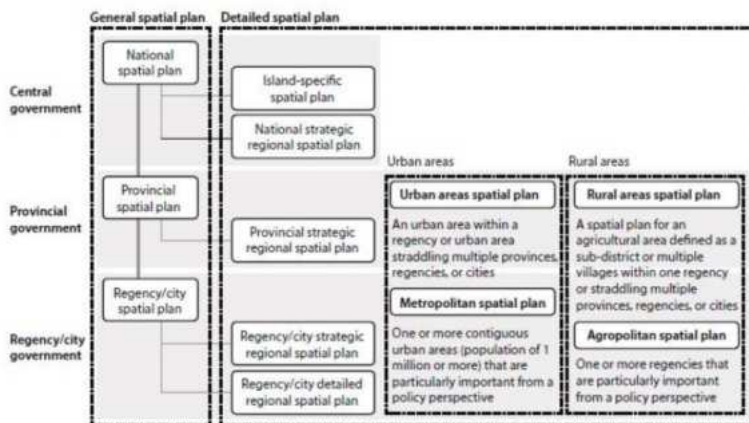 General spatial plan
Detailed spatial plan
Central
government
National
spatial plan
Island-specific
spatial plan
National strategic
regional spatial plan
Urban areas
Rural areas
Provincial
government
Provincial
spatial plan
Provincial strategic
regional spatial plan
Urban areas spatial plan
An urban area within a
regency or urban area
straddling multiple provinces,
regencies, or cities
Rural areas spatial plan
A spatial plan for an
agricultural area defined as a
sub-district or multiple
villages within one regency
or straddling multiple
provinces, regencies, or cities
Regency/city
government
Regency/city
spatial plan
Regency/city strategic
regional spatial plan
Regency/city detailed
regional spatial plan
Metropolitan spatial plan
One or more contiguous
urban areas (population of 1
million or more) that are
particularly important from a
policy perspective
Agropolitan spatial plan
One or more regencies that
are particularly important
from a policy perspective